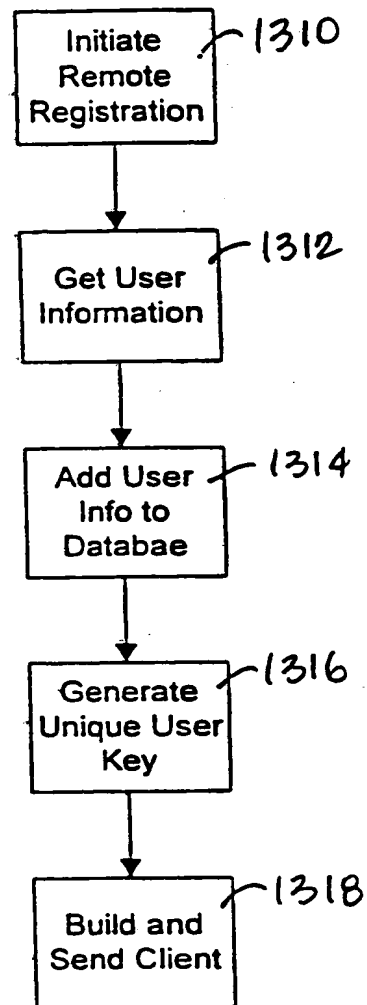 Initiate
Remote
Registration
1310
Get User
Information
1312
Add User
Info to
Databae
1314
Generate
Unique User
Key
1316
Build and
Send Client
1318